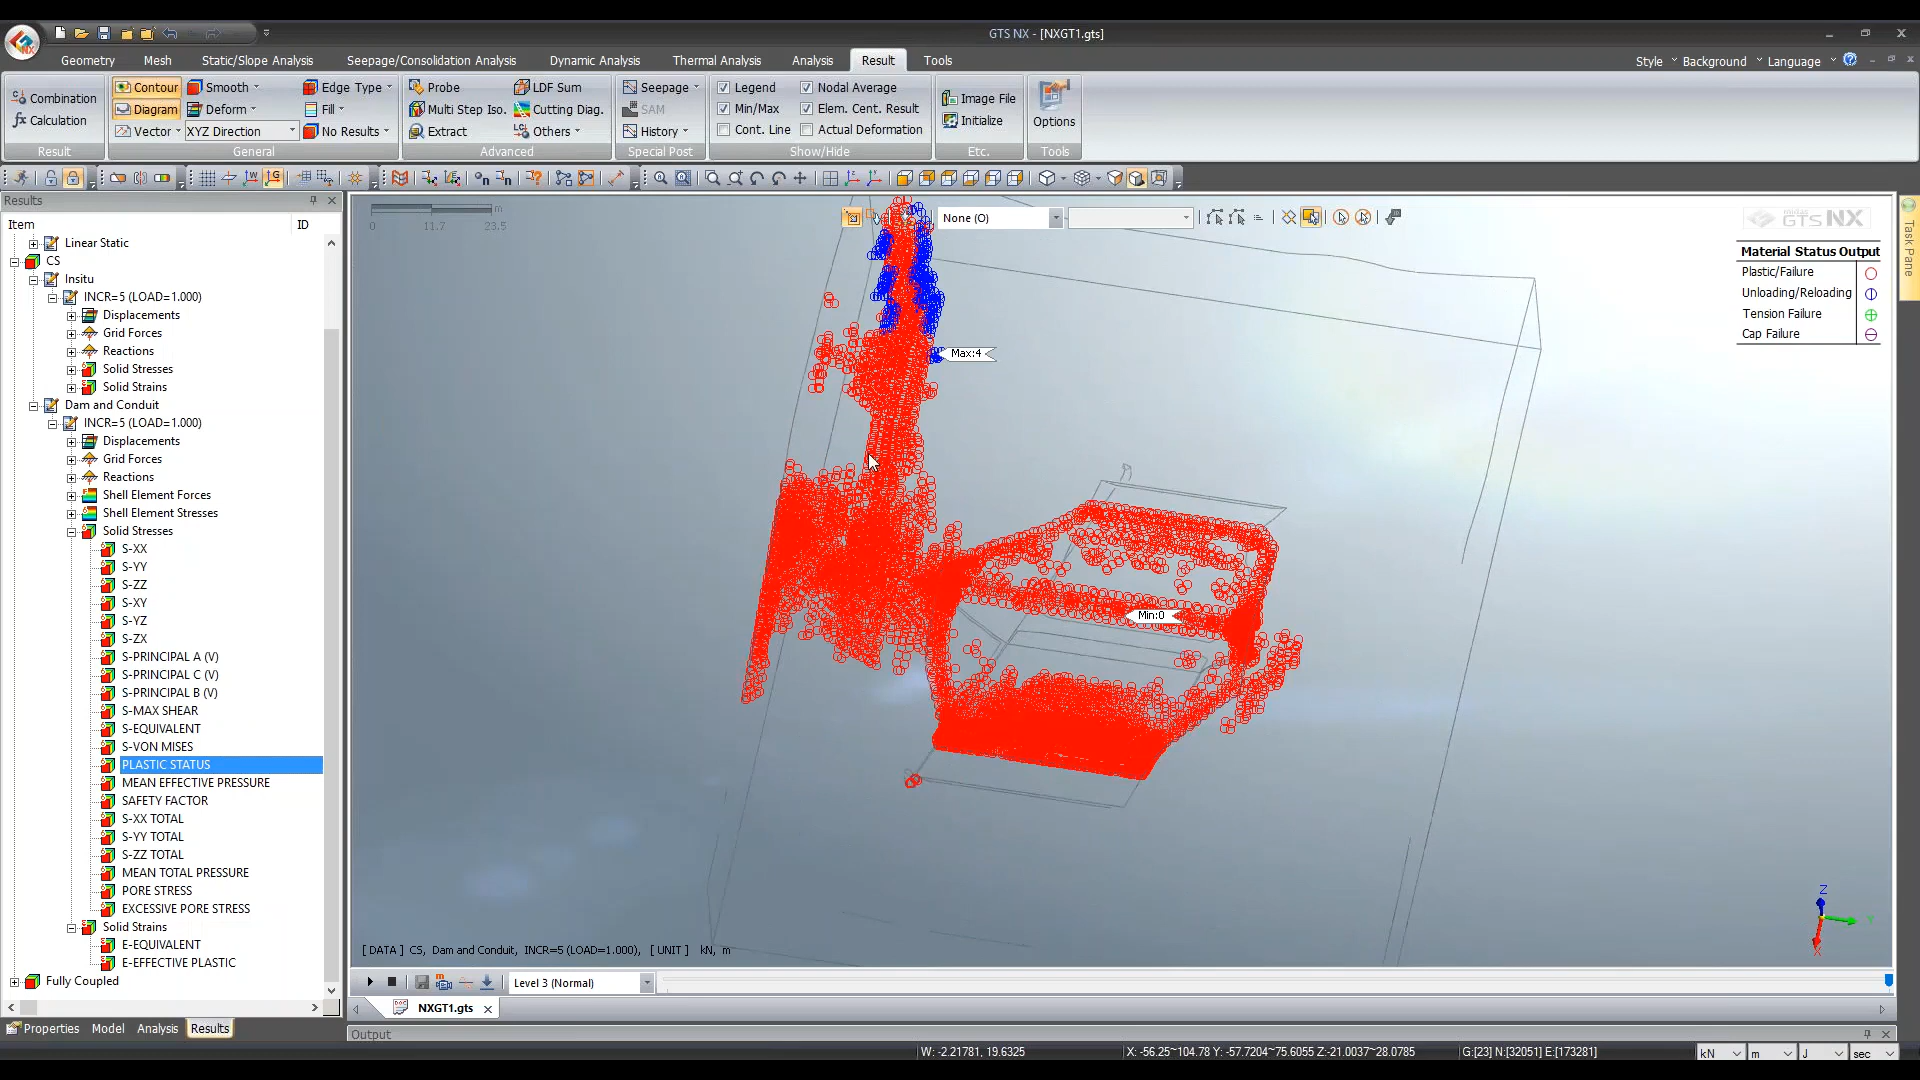 GTS NX - [NXGT1.gts]
Geometry Mesh Static/Slope Analysis Seepage/Consolidation Analysis Dynamic Analysis Thermal Analysis Analysis Result Tools Style Background Language
Combination Contour Smooth Edge Type Probe LDF Sum Seepage Legend Nodal Average Image File
Calculation Diagram Deform Fill Multi Step Iso. Cutting Diag. SAM Min/Max Elem. Cent. Result Initialize Options
Vector XYZ Direction No Results Extract Others History Cont. Line Actual Deformation
Result General Advanced Special Post Show/Hide Etc. Tools
Results
Item ID
Linear Static
CS
Insitu
INCR=5 (LOAD=1.000)
Displacements
Grid Forces
Reactions
Solid Stresses
Solid Strains
Dam and Conduit
INCR=5 (LOAD=1.000)
Displacements
Grid Forces
Reactions
Shell Element Forces
Shell Element Stresses
Solid Stresses
S-XX
S-YY
S-ZZ
S-XY
S-YZ
S-ZX
S-PRINCIPAL A (V)
S-PRINCIPAL C (V)
S-PRINCIPAL B (V)
S-MAX SHEAR
S-EQUIVALENT
S-VON MISES
PLASTIC STATUS
MEAN EFFECTIVE PRESSURE
SAFETY FACTOR
S-XX TOTAL
S-YY TOTAL
S-ZZ TOTAL
MEAN TOTAL PRESSURE
PORE STRESS
EXCESSIVE PORE STRESS
Solid Strains
E-EQUIVALENT
E-EFFECTIVE PLASTIC
Fully Coupled
Properties Model Analysis Results
0 11.7 23.5 m
None (O)
GTS NX
Material Status Output
Plastic/Failure
Unloading/Reloading
Tension Failure
Cap Failure
Task Pane
Max:4
Min:0
Z
Y
X
[ DATA ] CS, Dam and Conduit, INCR=5 (LOAD=1.000), [ UNIT ] kN, m
Level 3 (Normal)
NXGT1.gts
Output
W: -2.21781, 19.6325 X: -56.25~104.78 Y: -57.7204~75.6055 Z:-21.0037~28.0785 G:[23] N:[32051] E:[173281] kN m J sec